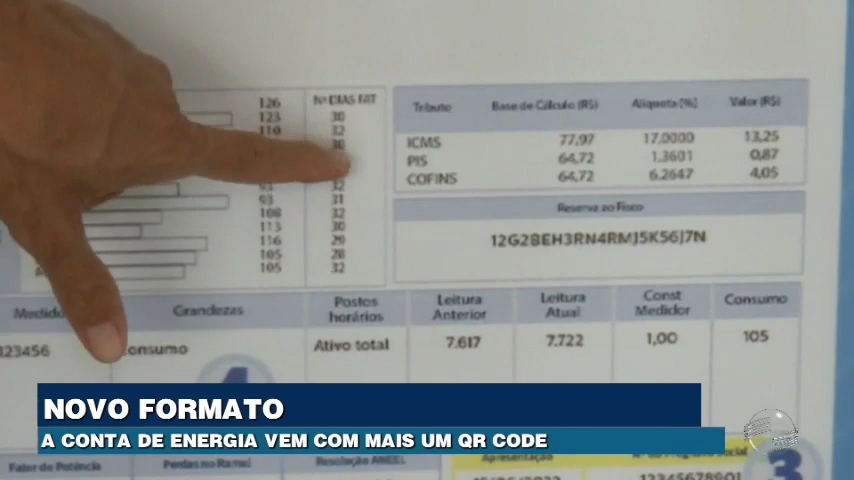 126 Nº DIAS FAT
123 30
110 32
30
32
93 31
108 32
113 30
116 29
105 28
105 32
Tributo Base de Cálculo (R$) Alíquota (%) Valor (R$)
ICMS 77,97 17,0000 13,25
PIS 64,72 1.3601 0,87
COFINS 64,72 6.2647 4,05
Reserva ao Fisco
12G2BEH3RN4RMJ5K56J7N
Grandezas Postos horários Leitura Anterior Leitura Atual Const Medidor Consumo
123456 Consumo Ativo total 7.617 7.722 1,00 105
4
NOVO FORMATO
A CONTA DE ENERGIA VEM COM MAIS UM QR CODE
Fator de Potência Perdas no Ramal Resolução ANEEL Apresentação
12345678901
3